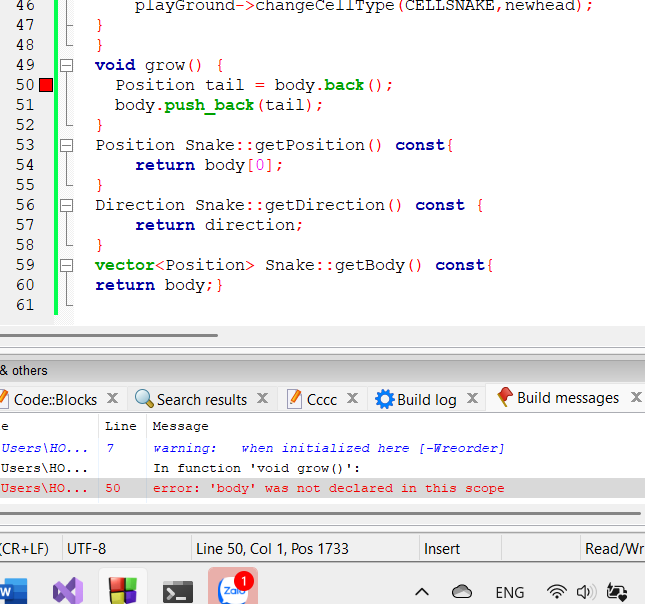 46 playGround->changeCellType(CELLSNAKE,newhead);
47 }
48 }
49 void grow() {
50 Position tail = body.back();
51 body.push_back(tail);
52 }
53 Position Snake::getPosition() const{
54 return body[0];
55 }
56 Direction Snake::getDirection() const {
57 return direction;
58 }
59 vector<Position> Snake::getBody() const{
60 return body;}
61
& others
Code::Blocks X Search results X Cccc X Build log X Build messages X
e Line Message
Users\HO... 7 warning: when initialized here [-Wreorder]
Users\HO... In function 'void grow()':
Users\HO... 50 error: 'body' was not declared in this scope
(CR+LF) UTF-8 Line 50, Col 1, Pos 1733 Insert Read/Wr
W Zalo 1 ENG